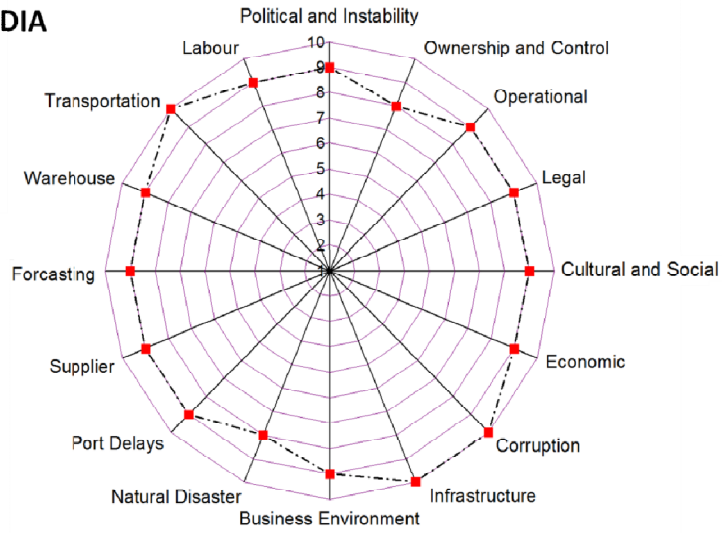 DIA
Political and Instability
Labour
Ownership and Control
Transportation
Operational
Warehouse
Legal
Forcasting
Cultural and Social
Supplier
Economic
Port Delays
Corruption
Natural Disaster
Infrastructure
Business Environment
10
9
8
7
6
5
4
3
2